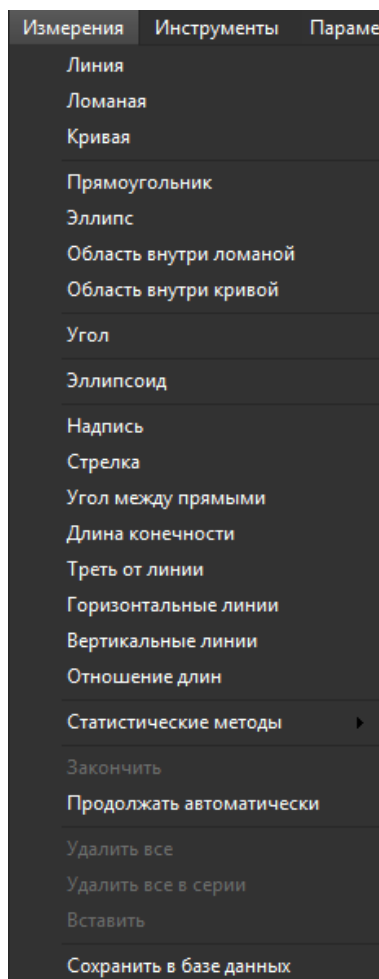 Измерения Инструменты Параме
Линия
Ломаная
Кривая
Прямоугольник
Эллипс
Область внутри ломаной
Область внутри кривой
Угол
Эллипсоид
Надпись
Стрелка
Угол между прямыми
Длина конечности
Треть от линии
Горизонтальные линии
Вертикальные линии
Отношение длин
Статистические методы
Закончить
Продолжать автоматически
Удалить все
Удалить все в серии
Вставить
Сохранить в базе данных